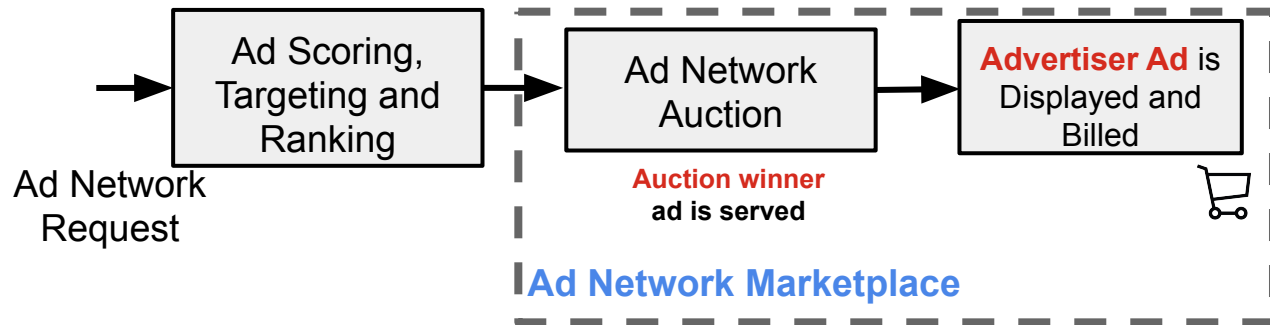 Ad Network
Request
Ad Scoring,
Targeting and
Ranking
Ad Network
Auction
Auction winner
ad is served
Advertiser Ad is
Displayed and
Billed
Ad Network Marketplace